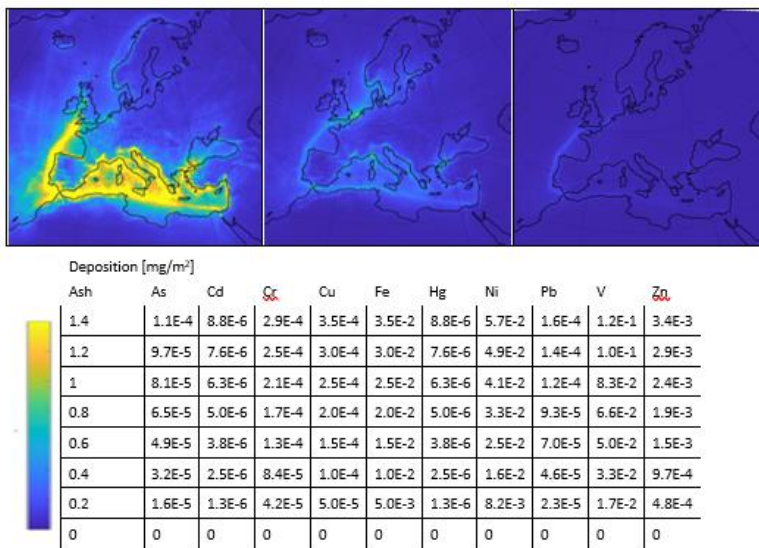 Deposition [mg/m²]
Ash As Cd Cr Cu Fe Hg Ni Pb V Zn
1.4 1.1E-4 8.8E-6 2.9E-4 3.5E-4 3.5E-2 8.8E-6 5.7E-2 1.6E-4 1.2E-1 3.4E-3
1.2 9.7E-5 7.6E-6 2.5E-4 3.0E-4 3.0E-2 7.6E-6 4.9E-2 1.4E-4 1.0E-1 2.9E-3
1 8.1E-5 6.3E-6 2.1E-4 2.5E-4 2.5E-2 6.3E-6 4.1E-2 1.2E-4 8.3E-2 2.4E-3
0.8 6.5E-5 5.0E-6 1.7E-4 2.0E-4 2.0E-2 5.0E-6 3.3E-2 9.3E-5 6.6E-2 1.9E-3
0.6 4.9E-5 3.8E-6 1.3E-4 1.5E-4 1.5E-2 3.8E-6 2.5E-2 7.0E-5 5.0E-2 1.5E-3
0.4 3.2E-5 2.5E-6 8.4E-5 1.0E-4 1.0E-2 2.5E-6 1.6E-2 4.6E-5 3.3E-2 9.7E-4
0.2 1.6E-5 1.3E-6 4.2E-5 5.0E-5 5.0E-3 1.3E-6 8.2E-3 2.3E-5 1.7E-2 4.8E-4
0 0 0 0 0 0 0 0 0 0 0